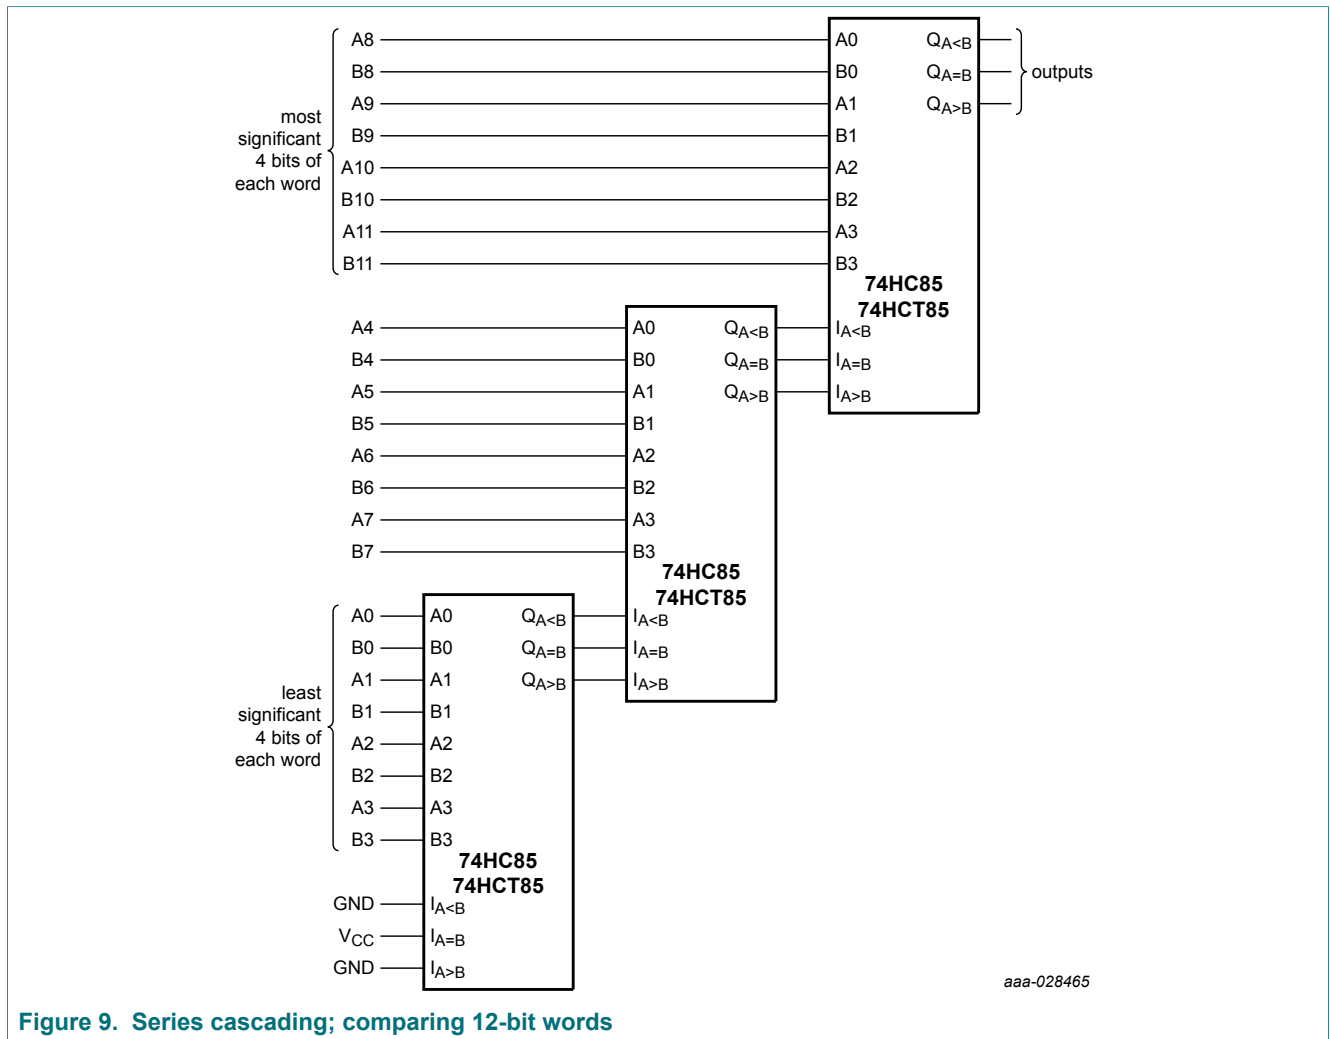 A8 A0 QA<B
B8 B0 QA=B outputs
A9 A1 QA>B
most
significant
4 bits of
each word
B9 B1
A10 A2
B10 B2
A11 A3
B11 B3
74HC85
74HCT85
A4 A0 QA<B IA<B
B4 B0 QA=B IA=B
A5 A1 QA>B IA>B
B5 B1
A6 A2
B6 B2
A7 A3
B7 B3
74HC85
74HCT85
A0 A0 QA<B IA<B
B0 B0 QA=B IA=B
A1 A1 QA>B IA>B
least
significant
4 bits of
each word
B1 B1
A2 A2
B2 B2
A3 A3
B3 B3
74HC85
74HCT85
GND IA<B
VCC IA=B
GND IA>B
aaa-028465
Figure 9. Series cascading; comparing 12-bit words